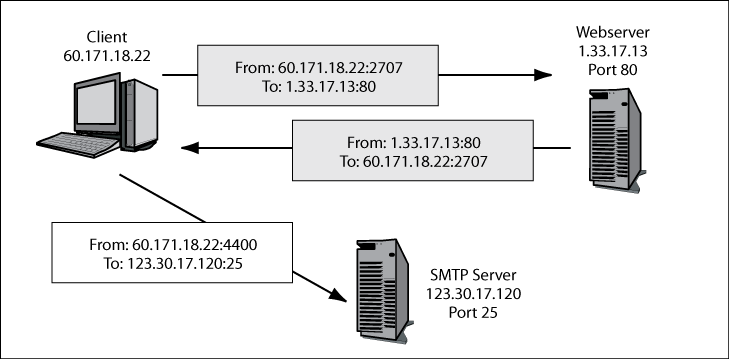 Client
60.171.18.22
From: 60.171.18.22:2707
To: 1.33.17.13:80
Webserver
1.33.17.13
Port 80
From: 1.33.17.13:80
To: 60.171.18.22:2707
From: 60.171.18.22:4400
To: 123.30.17.120:25
SMTP Server
123.30.17.120
Port 25